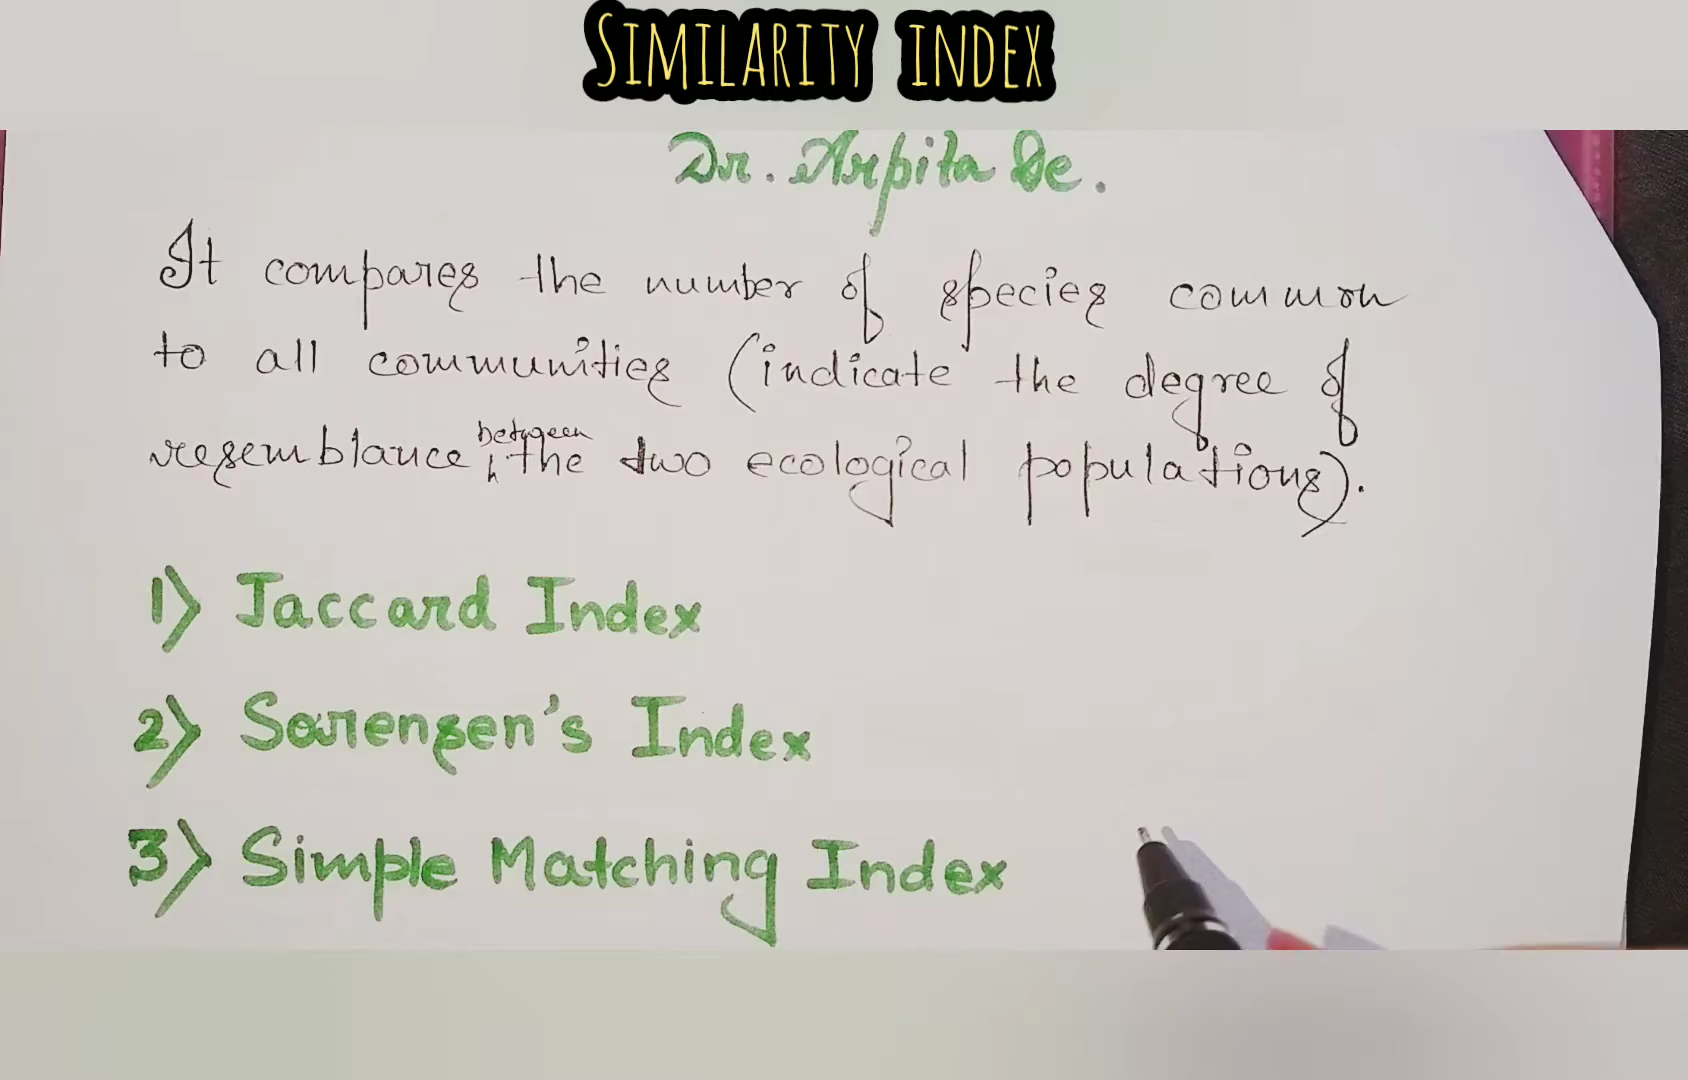 SIMILARITY INDEX
Dr. Arpita De.
It compares the number of species common
to all communities (indicate the degree of
between
resemblance the two ecological populations).
1) Jaccard Index
2) Sorensen's Index
3) Simple Matching Index